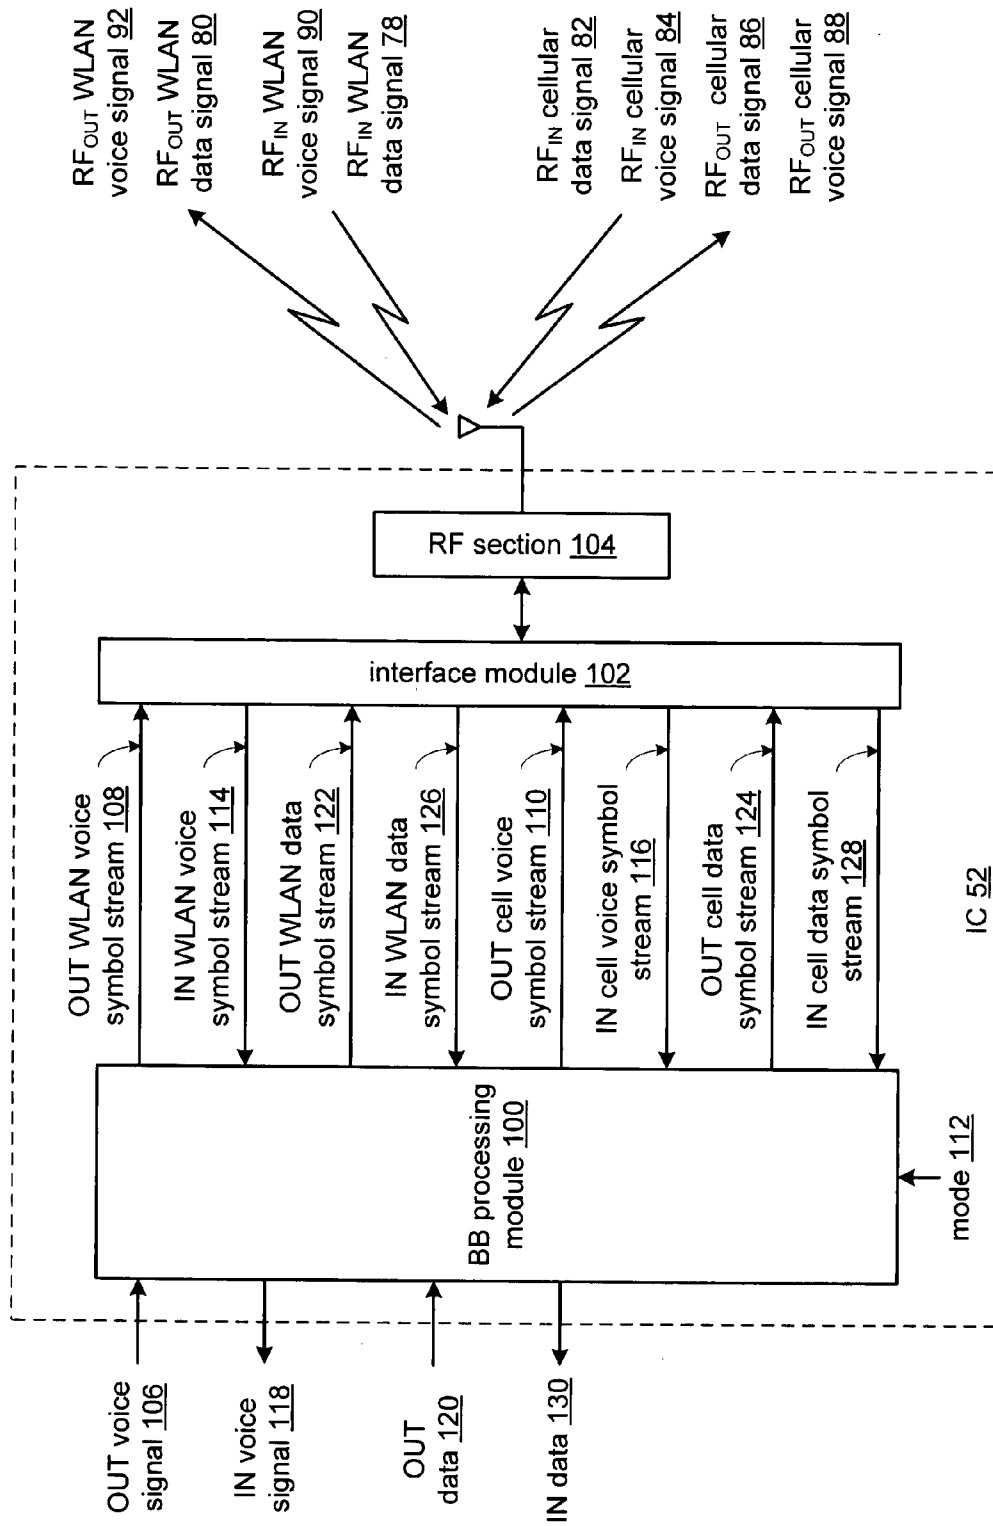 OUT voice
signal 106
IN voice
signal 118
OUT
data 120
IN data 130
BB processing
module 100
mode 112
OUT WLAN voice
symbol stream 108
IN WLAN voice
symbol stream 114
OUT WLAN data
symbol stream 122
IN WLAN data
symbol stream 126
OUT cell voice
symbol stream 110
IN cell voice symbol
stream 116
OUT cell data
symbol stream 124
IN cell data symbol
stream 128
IC 52
interface module 102
RF section 104
RFOUT WLAN
voice signal 92
RFOUT WLAN
data signal 80
RFIN WLAN
voice signal 90
RFIN WLAN
data signal 78
RFIN cellular
data signal 82
RFIN cellular
voice signal 84
RFOUT cellular
data signal 86
RFOUT cellular
voice signal 88